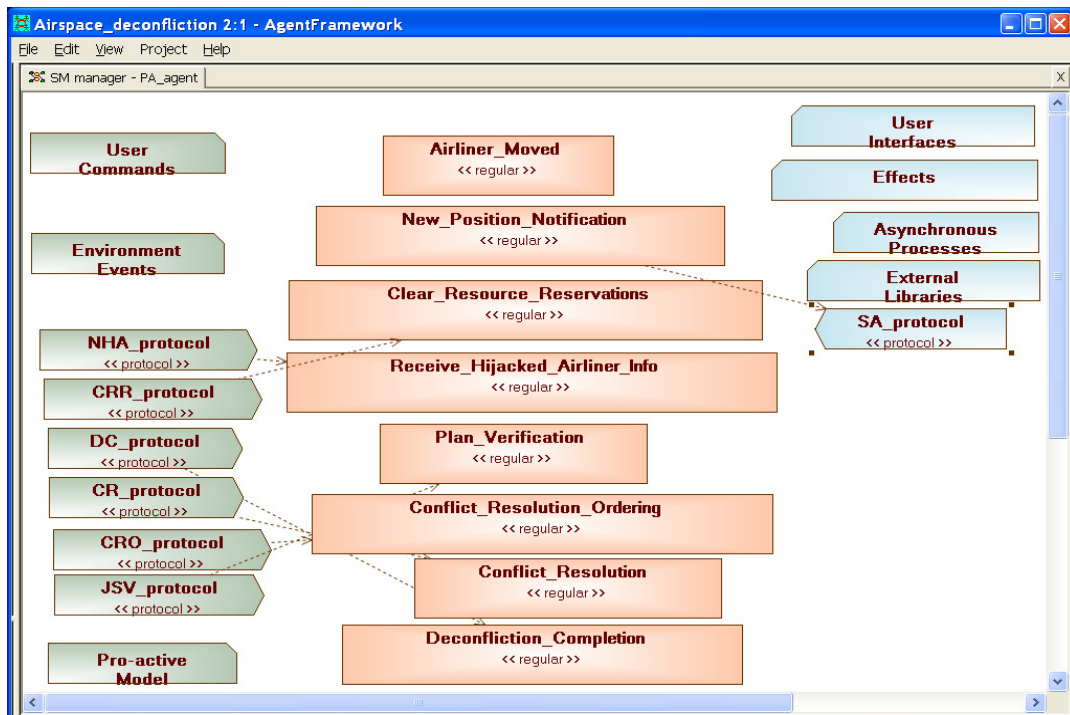 Airspace_deconfliction 2:1 - AgentFramework
File Edit View Project Help
SM manager - PA_agent
X
User
Commands
Environment
Events
NHA_protocol
<< protocol >>
CRR_protocol
<< protocol >>
DC_protocol
<< protocol >>
CR_protocol
<< protocol >>
CRO_protocol
<< protocol >>
JSV_protocol
<< protocol >>
Pro-active
Model
Airliner_Moved
<< regular >>
New_Position_Notification
<< regular >>
Clear_Resource_Reservations
<< regular >>
Receive_Hijacked_Airliner_Info
<< regular >>
Plan_Verification
<< regular >>
Conflict_Resolution_Ordering
<< regular >>
Conflict_Resolution
<< regular >>
Deconfliction_Completion
<< regular >>
User
Interfaces
Effects
Asynchronous
Processes
External
Libraries
SA_protocol
<< protocol >>